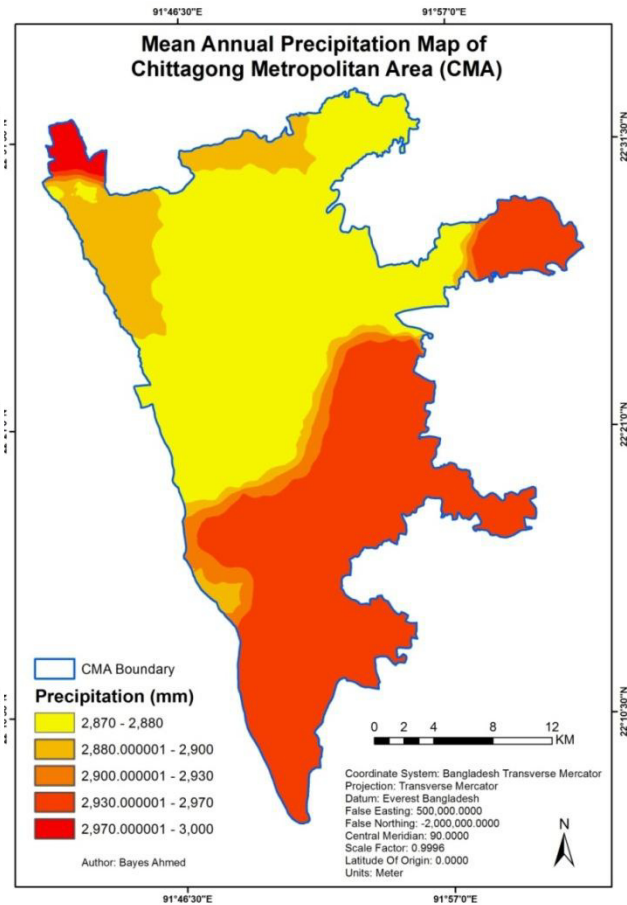 91°46'30"E 91°57'0"E
Mean Annual Precipitation Map of
Chittagong Metropolitan Area (CMA)
22°31'30"N
22°21'0"N
CMA Boundary
Precipitation (mm)
2,870 - 2,880
2,880.000001 - 2,900
2,900.000001 - 2,930
2,930.000001 - 2,970
2,970.000001 - 3,000
Author: Bayes Ahmed
0 2 4 8 12
KM
22°10'30"N
Coordinate System: Bangladesh Transverse Mercator
Projection: Transverse Mercator
Datum: Everest Bangladesh
False Easting: 500,000.0000
False Northing: -2,000,000.0000
Central Meridian: 90.0000
Scale Factor: 0.9996
Latitude Of Origin: 0.0000
Units: Meter
N
91°46'30"E 91°57'0"E